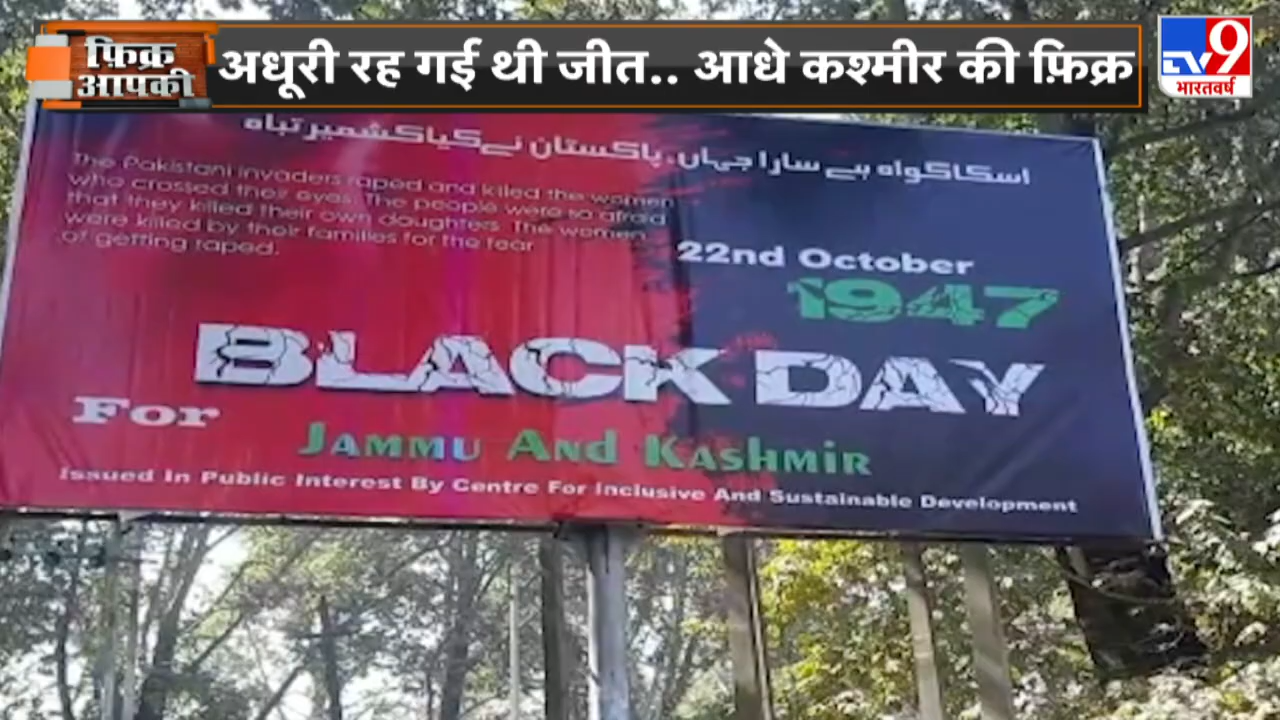 फ़िक्र
आपकी
अधूरी रह गई थी जीत.. आधे कश्मीर की फ़िक्र
TV9
भारतवर्ष
اسکا گواہ ہے سارا جہاں، پاکستان نے کیا کشمیر تباہ
The Pakistani invaders raped and killed the women
who crossed their eyes. The people were so afraid
that they killed their own daughters. The women
were killed by their families for the fear
of getting raped.
22nd October
1947
BLACK DAY
For
JAMMU And KASHMIR
Issued In Public Interest By Centre For Inclusive And Sustainable Development